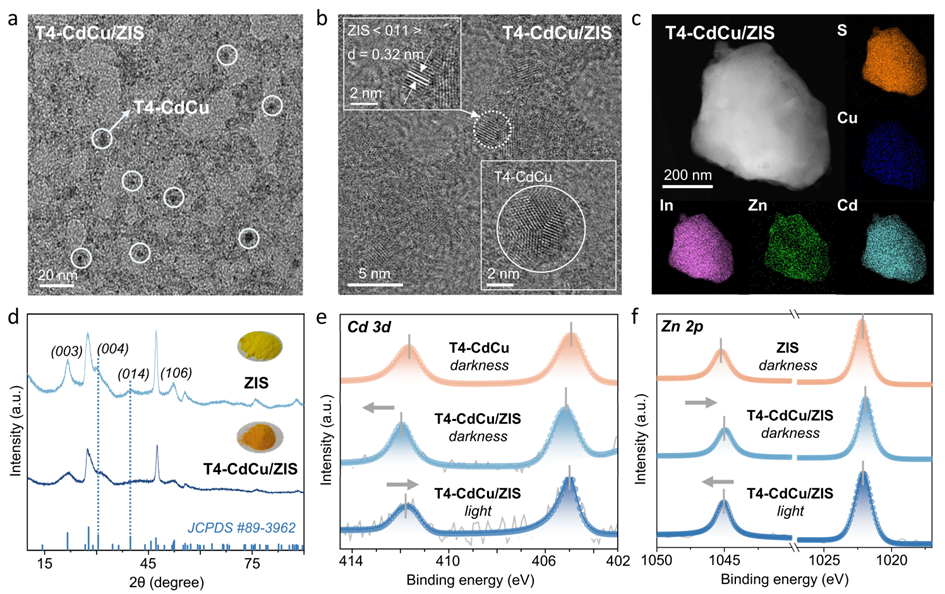 a
T4-CdCu/ZIS
T4-CdCu
20 nm
b
ZIS < 011 >
d = 0.32 nm
2 nm
T4-CdCu/ZIS
T4-CdCu
2 nm
5 nm
c
T4-CdCu/ZIS
200 nm
S
Cu
In
Zn
Cd
d
(003)
(004)
(014)
(106)
ZIS
T4-CdCu/ZIS
JCPDS #89-3962
Intensity (a.u.)
15
45
75
2θ (degree)
e
Cd 3d
T4-CdCu
darkness
T4-CdCu/ZIS
darkness
T4-CdCu/ZIS
light
Intensity (a.u.)
414
410
406
402
Binding energy (eV)
f
Zn 2p
ZIS
darkness
T4-CdCu/ZIS
darkness
T4-CdCu/ZIS
light
Intensity (a.u.)
1050
1045
1025
1020
Binding energy (eV)